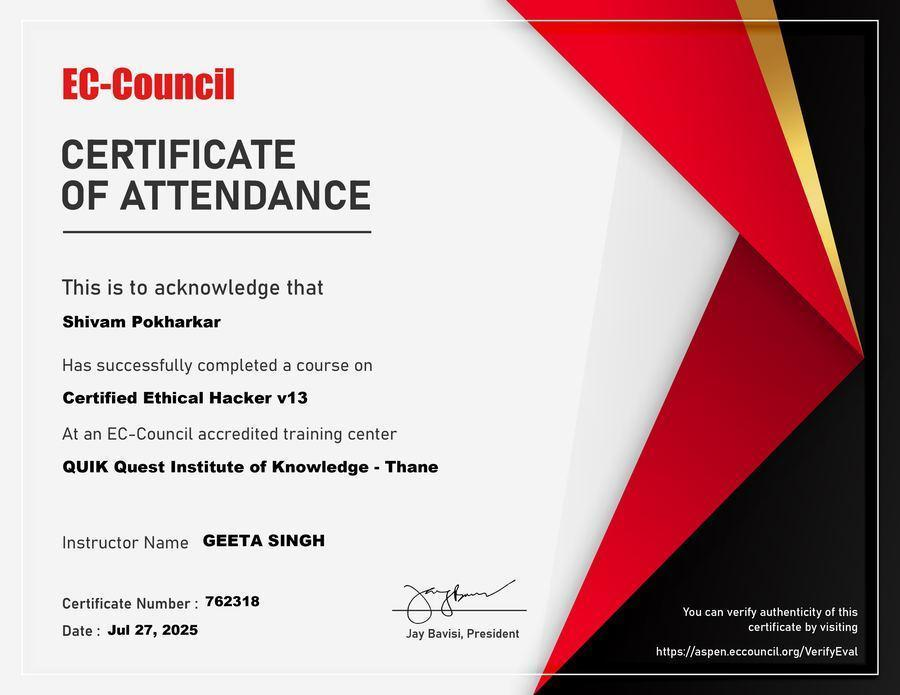 EC-Council
CERTIFICATE
OF ATTENDANCE
This is to acknowledge that
Shivam Pokharkar
Has successfully completed a course on
Certified Ethical Hacker v13
At an EC-Council accredited training center
QUIK Quest Institute of Knowledge - Thane
Instructor Name GEETA SINGH
Certificate Number : 762318
Date : Jul 27, 2025
Jay Bavisi, President
You can verify authenticity of this
certificate by visiting
https://aspen.eccouncil.org/VerifyEval